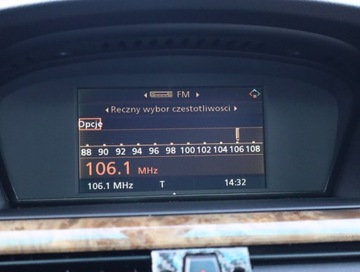 FM
Reczny wybor czestotliwosci
Opcje
88 90 92 94 96 98 100 102 104 106 108
106.1 MHz
106.1 MHz T 14:32